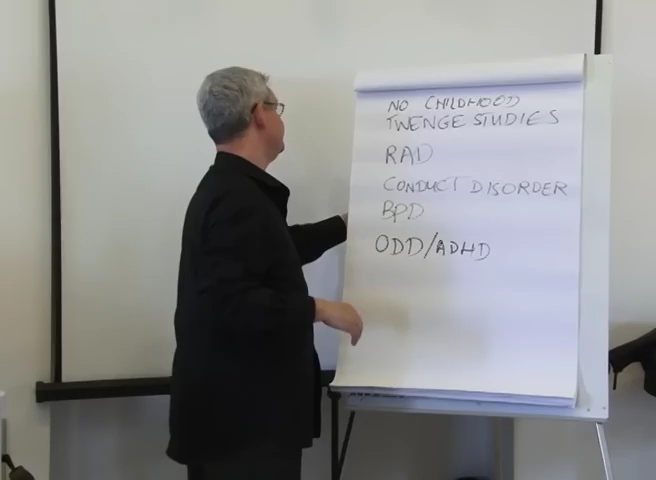 NO CHILDHOOD
TWENGE STUDIES
RAD
CONDUCT DISORDER
BPD
ODD/ADHD